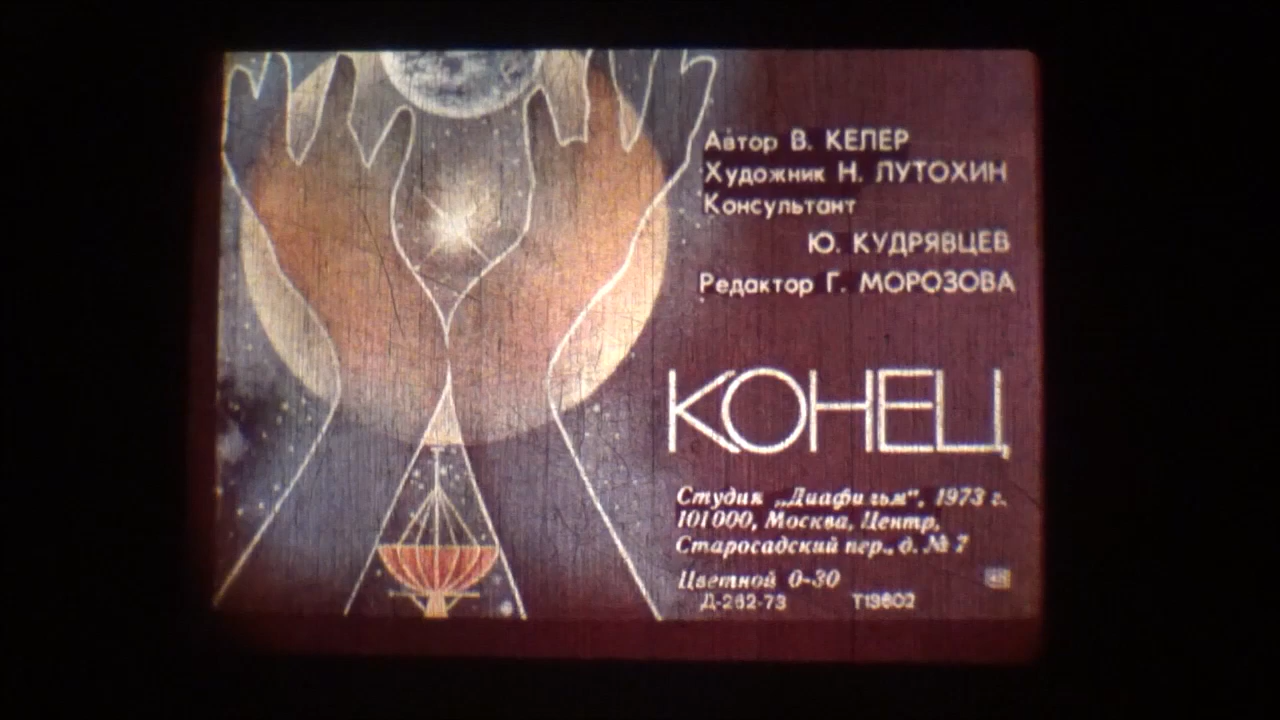 Автор В. КЕЛЕР
Художник Н. ЛУТОХИН
Консультант
Ю. КУДРЯВЦЕВ
Редактор Г. МОРОЗОВА
КОНЕЦ
Студия „Диафильм“, 1973 г.
101000, Москва, Центр,
Старосадский пер., д. № 7
Цветной 0-30
Д-262-73 Т13602